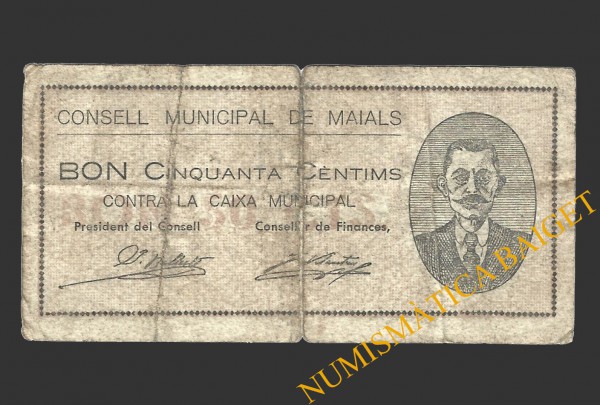 CONSELL MUNICIPAL DE MAIALS
BON CINQUANTA CÈNTIMS
CONTRA LA CAIXA MUNICIPAL
President del Consell Conseller de Finances,
NUMISMÀTICA BAIGET